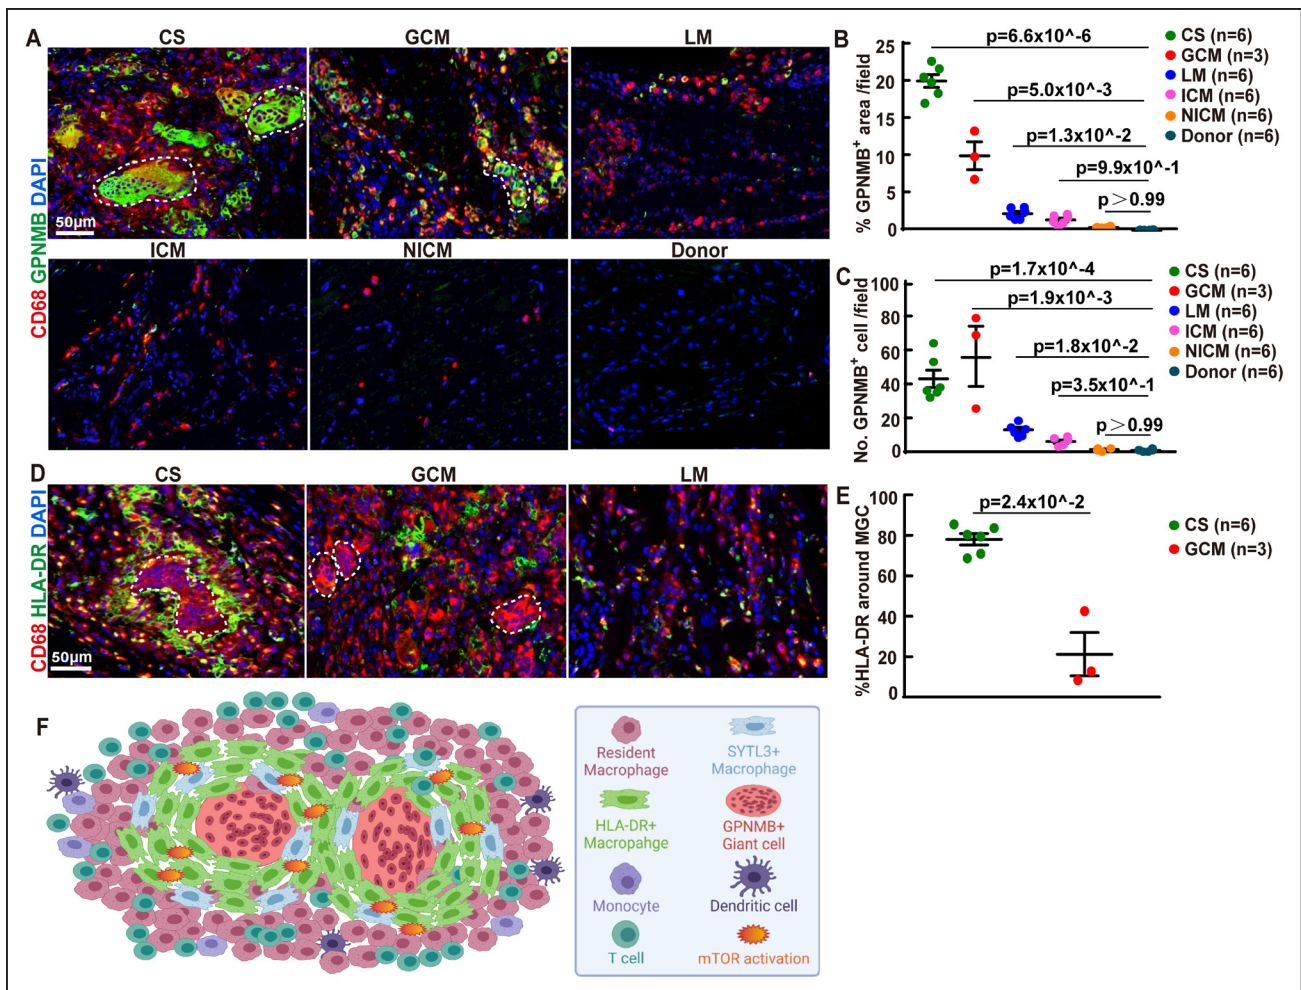 A
CS
GCM
LM
CD68 GPNMB DAPI
50μm
ICM
NICM
Donor
B
% GPNMB+ area /field
25
20
15
10
5
0
p=6.6x10^-6
p=5.0x10^-3
p=1.3x10^-2
p=9.9x10^-1
p>0.99
CS (n=6)
GCM (n=3)
LM (n=6)
ICM (n=6)
NICM (n=6)
Donor (n=6)
C
No. GPNMB+ cell /field
100
80
60
40
20
0
p=1.7x10^-4
p=1.9x10^-3
p=1.8x10^-2
p=3.5x10^-1
p>0.99
CS (n=6)
GCM (n=3)
LM (n=6)
ICM (n=6)
NICM (n=6)
Donor (n=6)
D
CS
GCM
LM
CD68 HLA-DR DAPI
50μm
E
%HLA-DR around MGC
100
80
60
40
20
0
p=2.4x10^-2
CS (n=6)
GCM (n=3)
F
Resident
Macrophage
SYTL3+
Macrophage
HLA-DR+
Macropahge
GPNMB+
Giant cell
Monocyte
Dendritic cell
T cell
mTOR activation